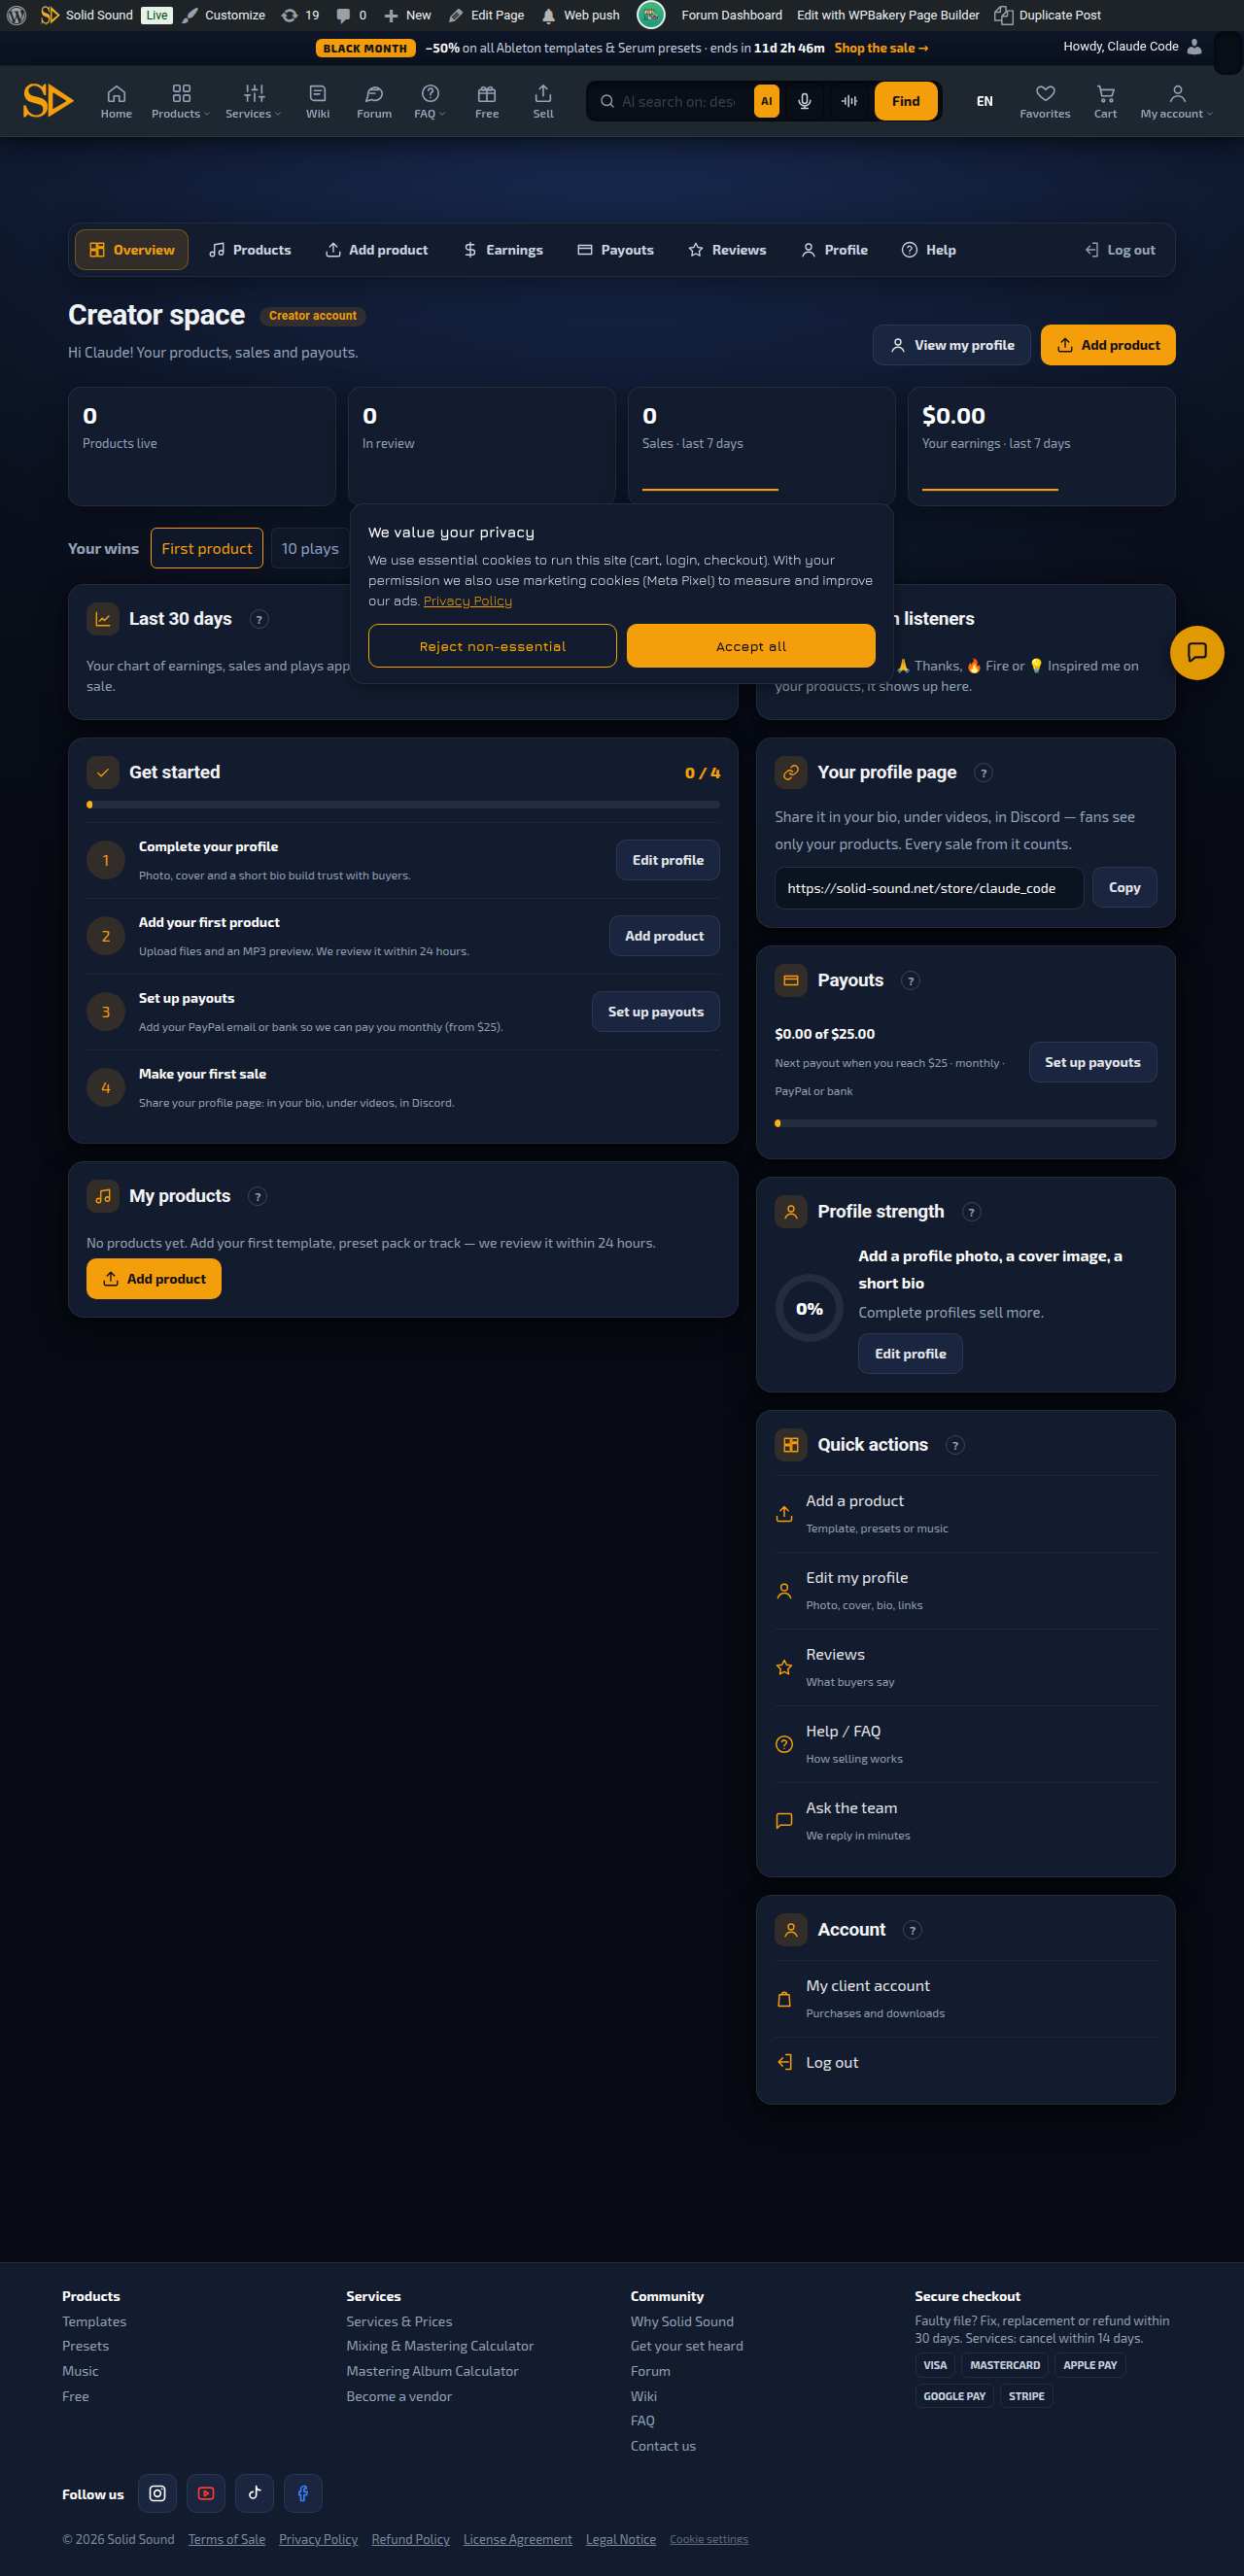 Solid Sound Live Customize 19 0 New Edit Page Web push Forum Dashboard Edit with WPBakery Page Builder Duplicate Post
BLACK MONTH −50% on all Ableton templates & Serum presets · ends in 11d 2h 46m Shop the sale →
Howdy, Claude Code
SD
Home Products Services Wiki Forum FAQ Free Sell
AI search on: des
AI
Find
EN
Favorites Cart My account
Overview Products Add product Earnings Payouts Reviews Profile Help Log out
Creator space Creator account
Hi Claude! Your products, sales and payouts.
View my profile Add product
0
Products live
0
In review
0
Sales · last 7 days
$0.00
Your earnings · last 7 days
Your wins First product 10 plays
We value your privacy
We use essential cookies to run this site (cart, login, checkout). With your
permission we also use marketing cookies (Meta Pixel) to measure and improve
our ads. Privacy Policy
Reject non-essential Accept all
Last 30 days ?
Your chart of earnings, sales and plays app
sale.
listeners
🙏 Thanks, 🔥 Fire or 💡 Inspired me on
your products, it shows up here.
Get started 0 / 4
1 Complete your profile
Photo, cover and a short bio build trust with buyers.
Edit profile
2 Add your first product
Upload files and an MP3 preview. We review it within 24 hours.
Add product
3 Set up payouts
Add your PayPal email or bank so we can pay you monthly (from $25).
Set up payouts
4 Make your first sale
Share your profile page: in your bio, under videos, in Discord.
My products ?
No products yet. Add your first template, preset pack or track — we review it within 24 hours.
Add product
Your profile page ?
Share it in your bio, under videos, in Discord — fans see
only your products. Every sale from it counts.
https://solid-sound.net/store/claude_code Copy
Payouts ?
$0.00 of $25.00
Next payout when you reach $25 · monthly ·
PayPal or bank
Set up payouts
Profile strength ?
0%
Add a profile photo, a cover image, a
short bio
Complete profiles sell more.
Edit profile
Quick actions ?
Add a product
Template, presets or music
Edit my profile
Photo, cover, bio, links
Reviews
What buyers say
Help / FAQ
How selling works
Ask the team
We reply in minutes
Account ?
My client account
Purchases and downloads
Log out
Products
Templates
Presets
Music
Free
Services
Services & Prices
Mixing & Mastering Calculator
Mastering Album Calculator
Become a vendor
Community
Why Solid Sound
Get your set heard
Forum
Wiki
FAQ
Contact us
Secure checkout
Faulty file? Fix, replacement or refund within
30 days. Services: cancel within 14 days.
VISA MASTERCARD APPLE PAY
GOOGLE PAY STRIPE
Follow us
© 2026 Solid Sound Terms of Sale Privacy Policy Refund Policy License Agreement Legal Notice Cookie settings